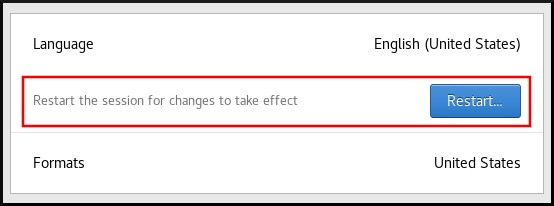 Language English (United States)
Restart the session for changes to take effect Restart...
Formats United States